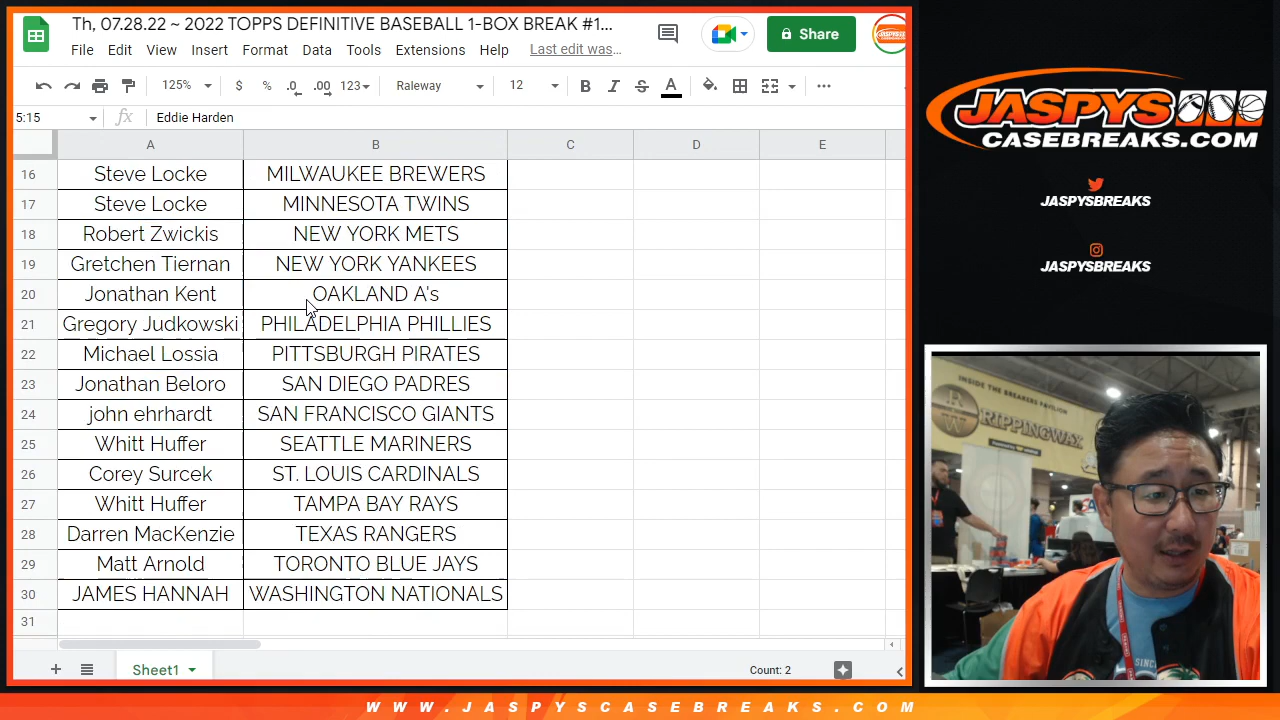 Th, 07.28.22 ~ 2022 TOPPS DEFINITIVE BASEBALL 1-BOX BREAK #1...
File Edit View Insert Format Data Tools Extensions Help Last edit was...
Share
125% $ % .0 .00 123 Raleway 12 B I S A
5:15 fx Eddie Harden
A B C D E
16 Steve Locke MILWAUKEE BREWERS
17 Steve Locke MINNESOTA TWINS
18 Robert Zwickis NEW YORK METS
19 Gretchen Tiernan NEW YORK YANKEES
20 Jonathan Kent OAKLAND A's
21 Gregory Judkowski PHILADELPHIA PHILLIES
22 Michael Lossia PITTSBURGH PIRATES
23 Jonathan Beloro SAN DIEGO PADRES
24 john ehrhardt SAN FRANCISCO GIANTS
25 Whitt Huffer SEATTLE MARINERS
26 Corey Surcek ST. LOUIS CARDINALS
27 Whitt Huffer TAMPA BAY RAYS
28 Darren MacKenzie TEXAS RANGERS
29 Matt Arnold TORONTO BLUE JAYS
30 JAMES HANNAH WASHINGTON NATIONALS
31
Sheet1
Count: 2
JASPYS
CASEBREAKS.COM
JASPYSBREAKS
JASPYSBREAKS
INSIDE THE BREAKERS PAVILION
RIPPINGWAX
SINC
WWW.JASPYSCASEBREAKS.COM